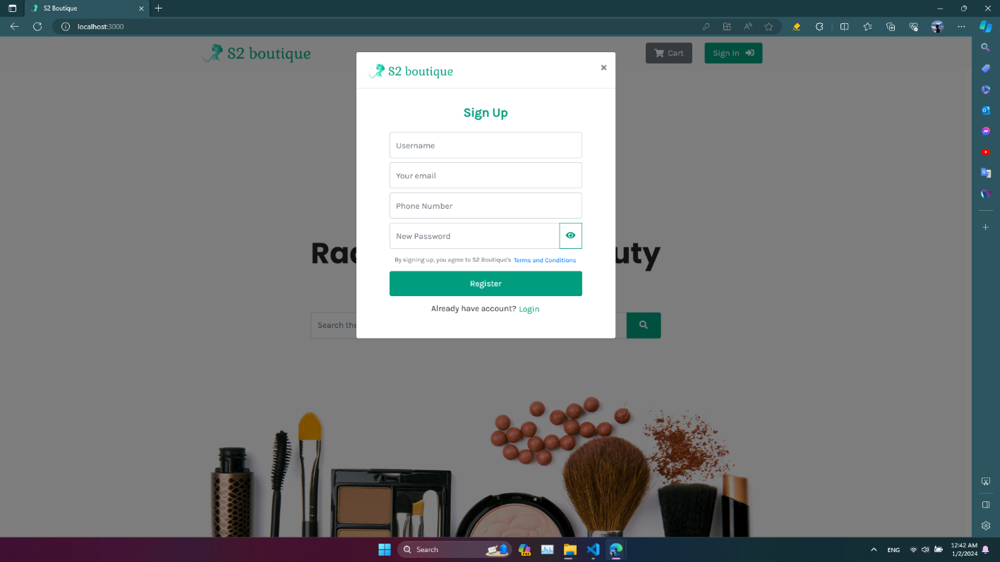 S2 Boutique
localhost:3000
S2 boutique
Cart
Sign In
S2 boutique
×
Sign Up
Username
Your email
Phone Number
New Password
By signing up, you agree to S2 Boutique's Terms and Conditions
Register
Already have account? Login
Search the
Search
ENG
12:42 AM
1/2/2024